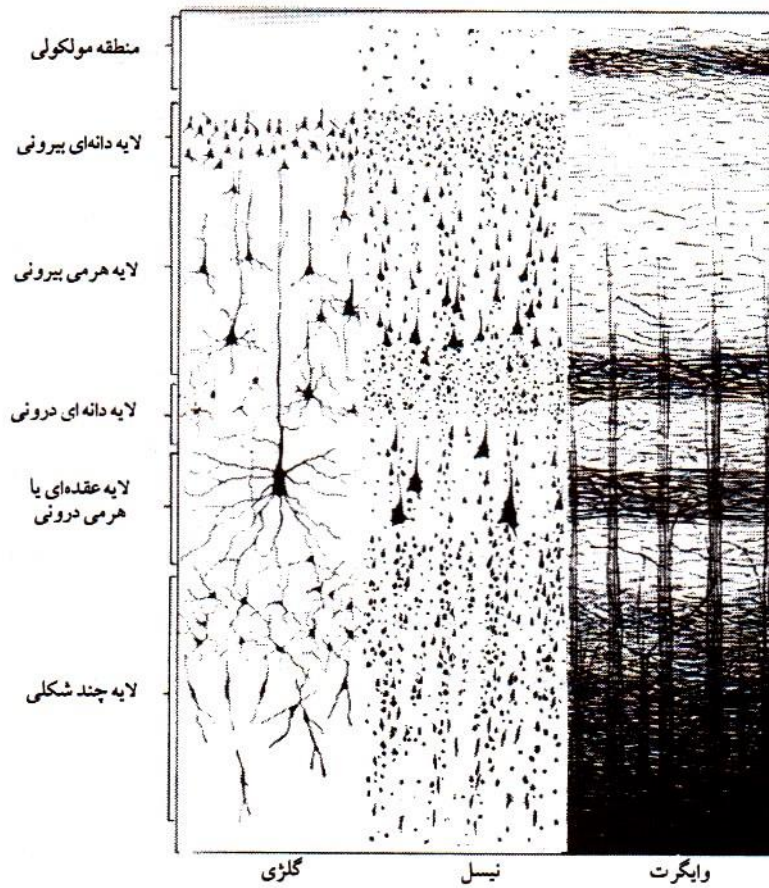 منطقه مولکولی
لایه دانه‌ای بیرونی
لایه هرمی بیرونی
لایه دانه ای درونی
لایه عقده‌ای یا
هرمی درونی
لایه چند شکلی
گلژی
نیسل
وایگرت